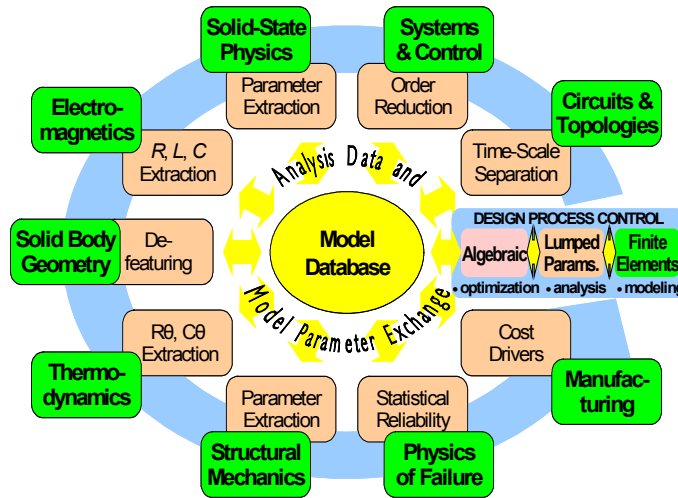 Solid-State
Physics
Parameter
Extraction
Systems
& Control
Order
Reduction
Circuits &
Topologies
Time-Scale
Separation
Electro-
magnetics
R, L, C
Extraction
Solid Body
Geometry
De-
featuring
Analysis Data and
Model
Database
Model Parameter Exchange
DESIGN PROCESS CONTROL
Algebraic
Lumped
Params.
Finite
Elements
• optimization • analysis • modeling
Rθ, Cθ
Extraction
Thermo-
dynamics
Parameter
Extraction
Structural
Mechanics
Statistical
Reliability
Physics
of Failure
Cost
Drivers
Manufac-
turing